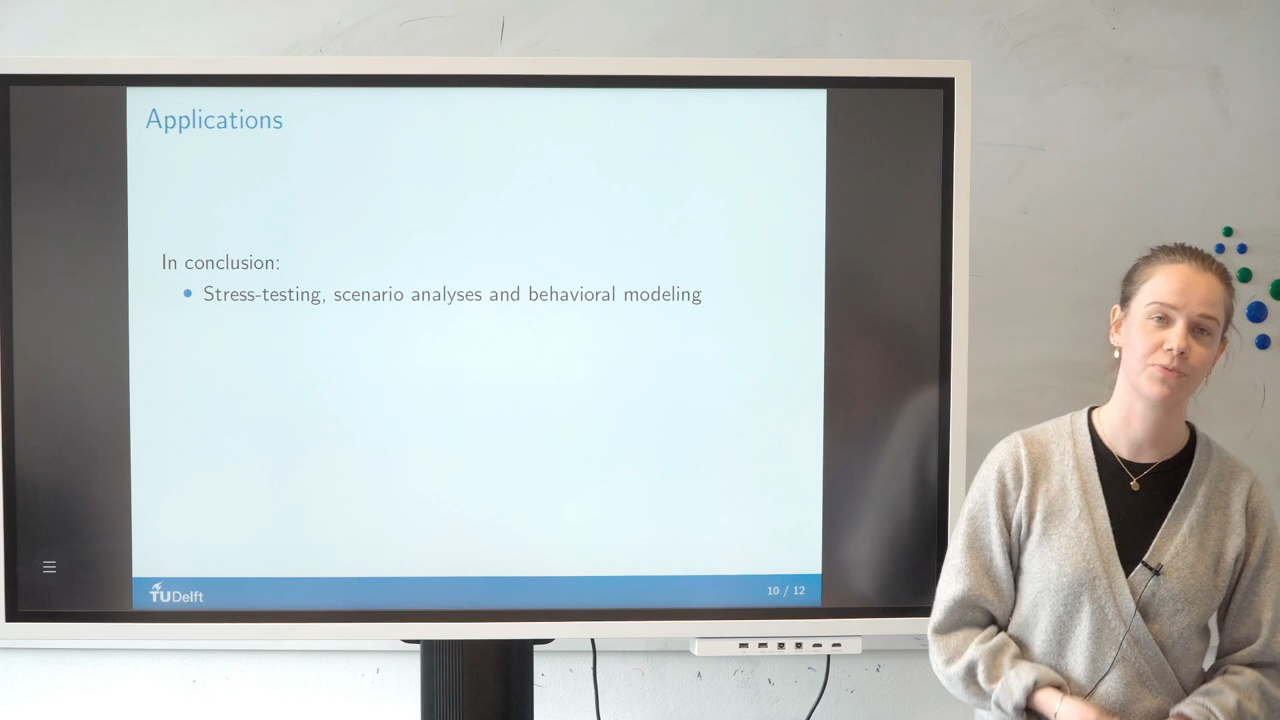 Applications
In conclusion:
• Stress-testing, scenario analyses and behavioral modeling
TUDelft
10 / 12